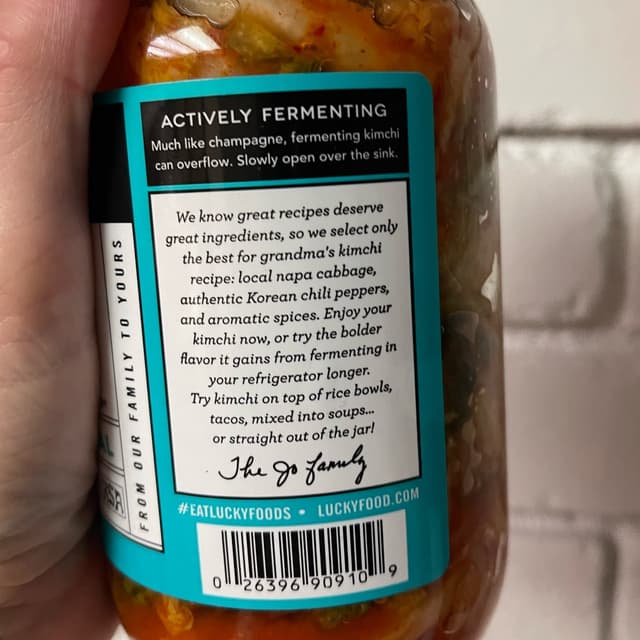 ACTIVELY FERMENTING
Much like champagne, fermenting kimchi
can overflow. Slowly open over the sink.
We know great recipes deserve
great ingredients, so we select only
the best for grandma's kimchi
recipe: local napa cabbage,
authentic Korean chili peppers,
and aromatic spices. Enjoy your
kimchi now, or try the bolder
flavor it gains from fermenting in
your refrigerator longer.
Try kimchi on top of rice bowls,
tacos, mixed into soups...
or straight out of the jar!
The Jo family
FROM OUR FAMILY TO YOURS
#EATLUCKYFOODS • LUCKYFOOD.COM
0 26396 90910 9